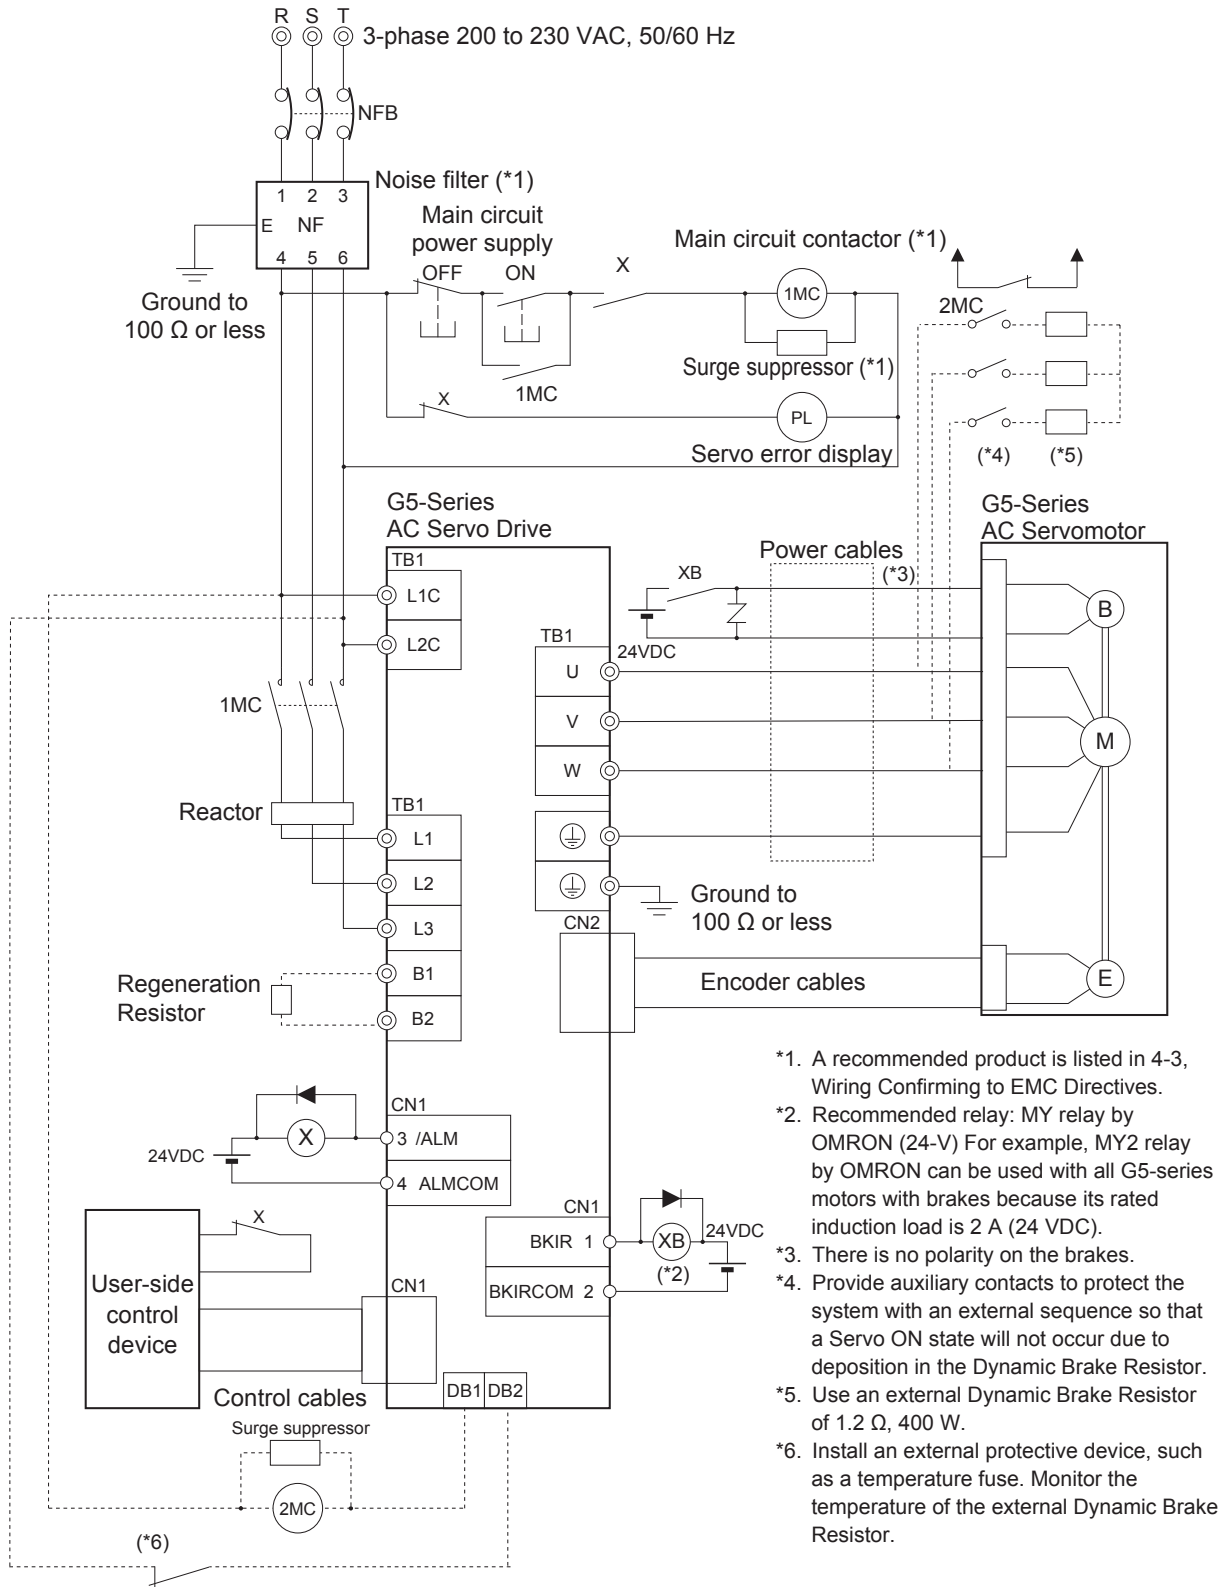 R S T
3-phase 200 to 230 VAC, 50/60 Hz
NFB
Noise filter (*1)
1 2 3
E NF
4 5 6
Ground to
100 Ω or less
Main circuit
power supply
OFF ON X
Main circuit contactor (*1)
1MC
2MC
Surge suppressor (*1)
1MC
X
PL
Servo error display
(*4) (*5)
G5-Series
AC Servo Drive
G5-Series
AC Servomotor
TB1
L1C
L2C
XB
Power cables
(*3)
24VDC
B
TB1
U
V
W
M
1MC
Reactor
TB1
L1
L2
L3
B1
B2
Ground to
100 Ω or less
CN2
Encoder cables
E
Regeneration
Resistor
X
24VDC
CN1
3 /ALM
4 ALMCOM
CN1
BKIR 1
BKIRCOM 2
XB
(*2)
24VDC
X
User-side
control
device
CN1
DB1 DB2
Control cables
Surge suppressor
2MC
(*6)
*1. A recommended product is listed in 4-3,
Wiring Confirming to EMC Directives.
*2. Recommended relay: MY relay by
OMRON (24-V) For example, MY2 relay
by OMRON can be used with all G5-series
motors with brakes because its rated
induction load is 2 A (24 VDC).
*3. There is no polarity on the brakes.
*4. Provide auxiliary contacts to protect the
system with an external sequence so that
a Servo ON state will not occur due to
deposition in the Dynamic Brake Resistor.
*5. Use an external Dynamic Brake Resistor
of 1.2 Ω, 400 W.
*6. Install an external protective device, such
as a temperature fuse. Monitor the
temperature of the external Dynamic Brake
Resistor.